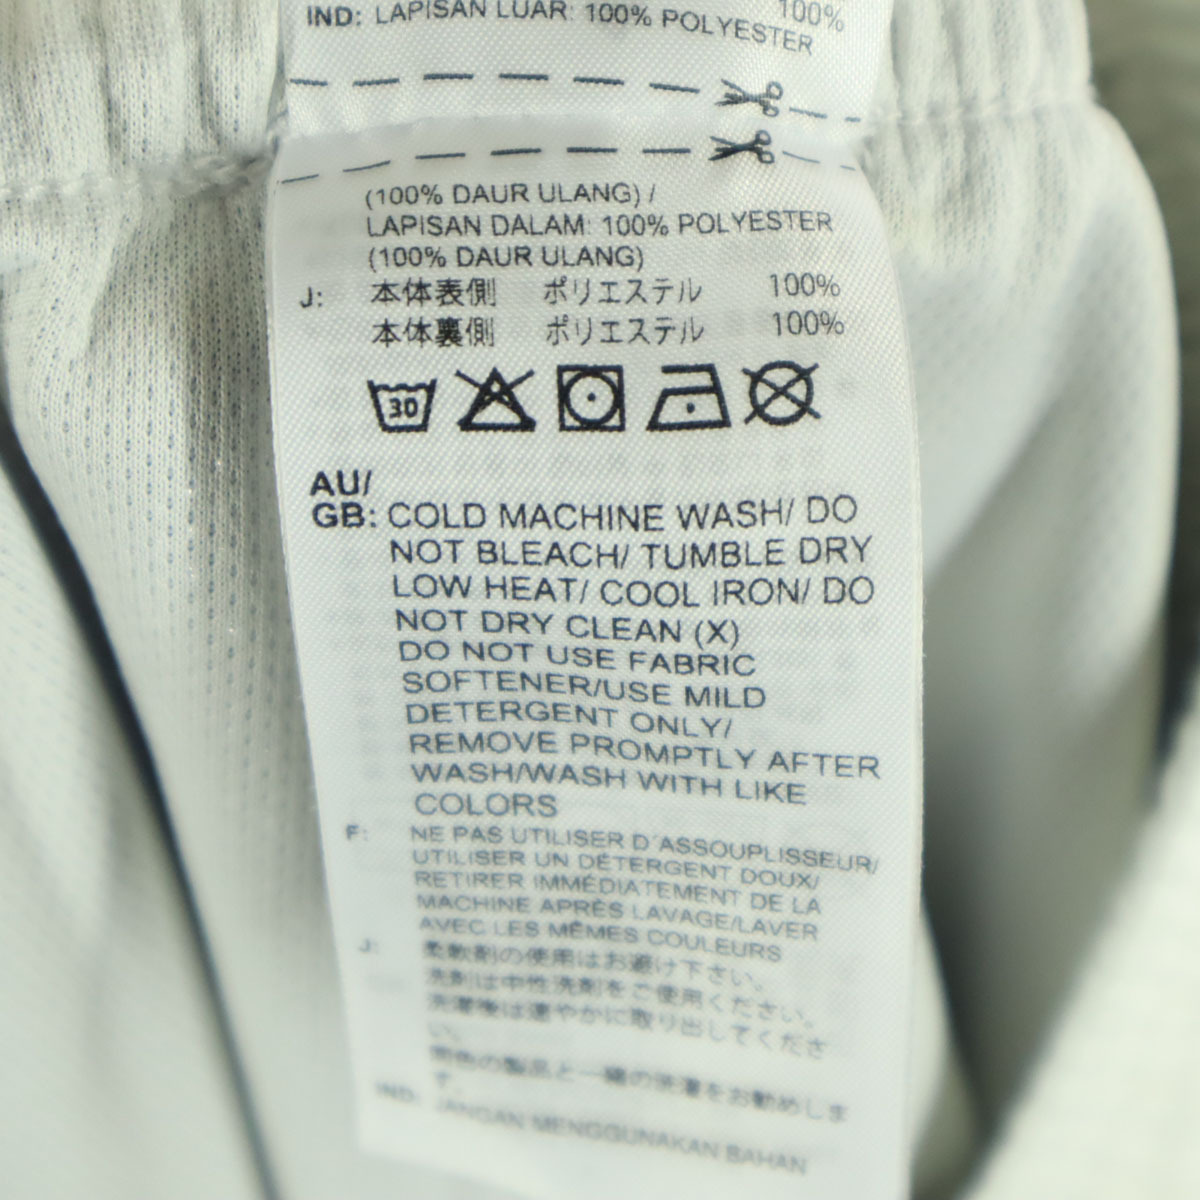 100%
IND: LAPISAN LUAR: 100% POLYESTER
(100% DAUR ULANG) /
LAPISAN DALAM: 100% POLYESTER
(100% DAUR ULANG)
J: 本体表側 ポリエステル 100%
本体裏側 ポリエステル 100%
30
AU/
GB: COLD MACHINE WASH/ DO
NOT BLEACH/ TUMBLE DRY
LOW HEAT/ COOL IRON/ DO
NOT DRY CLEAN (X)
DO NOT USE FABRIC
SOFTENER/USE MILD
DETERGENT ONLY/
REMOVE PROMPTLY AFTER
WASH/WASH WITH LIKE
COLORS
F: NE PAS UTILISER D´ASSOUPLISSEUR/
UTILISER UN DÉTERGENT DOUX/
RETIRER IMMÉDIATEMENT DE LA
MACHINE APRÈS LAVAGE/LAVER
AVEC LES MÊMES COULEURS
J: 柔軟剤の使用はお避け下さい。
洗剤は中性洗剤をご使用ください。
洗濯後は速やかに取り出してくださ
い。
同色の製品と一緒の洗濯をお勧めしま
す。
IND: JANGAN MENGGUNAKAN BAHAN